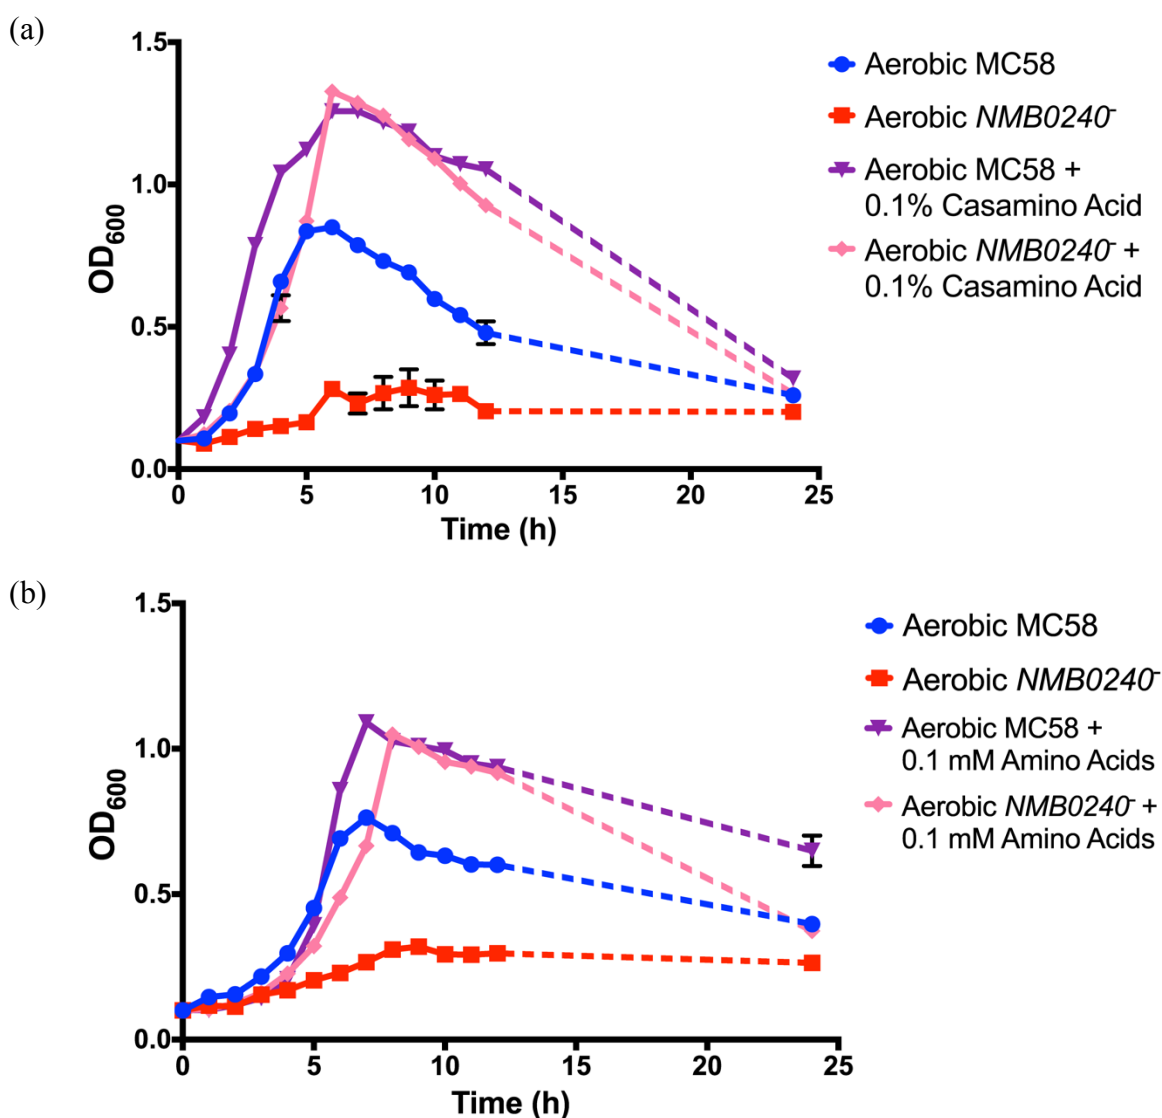 (a)
1.5
1.0
0.5
0.0
OD600
0
5
10
15
20
25
Time (h)
Aerobic MC58
Aerobic NMB0240-
Aerobic MC58 +
0.1% Casamino Acid
Aerobic NMB0240- +
0.1% Casamino Acid
(b)
1.5
1.0
0.5
0.0
OD600
0
5
10
15
20
25
Time (h)
Aerobic MC58
Aerobic NMB0240-
Aerobic MC58 +
0.1 mM Amino Acids
Aerobic NMB0240- +
0.1 mM Amino Acids